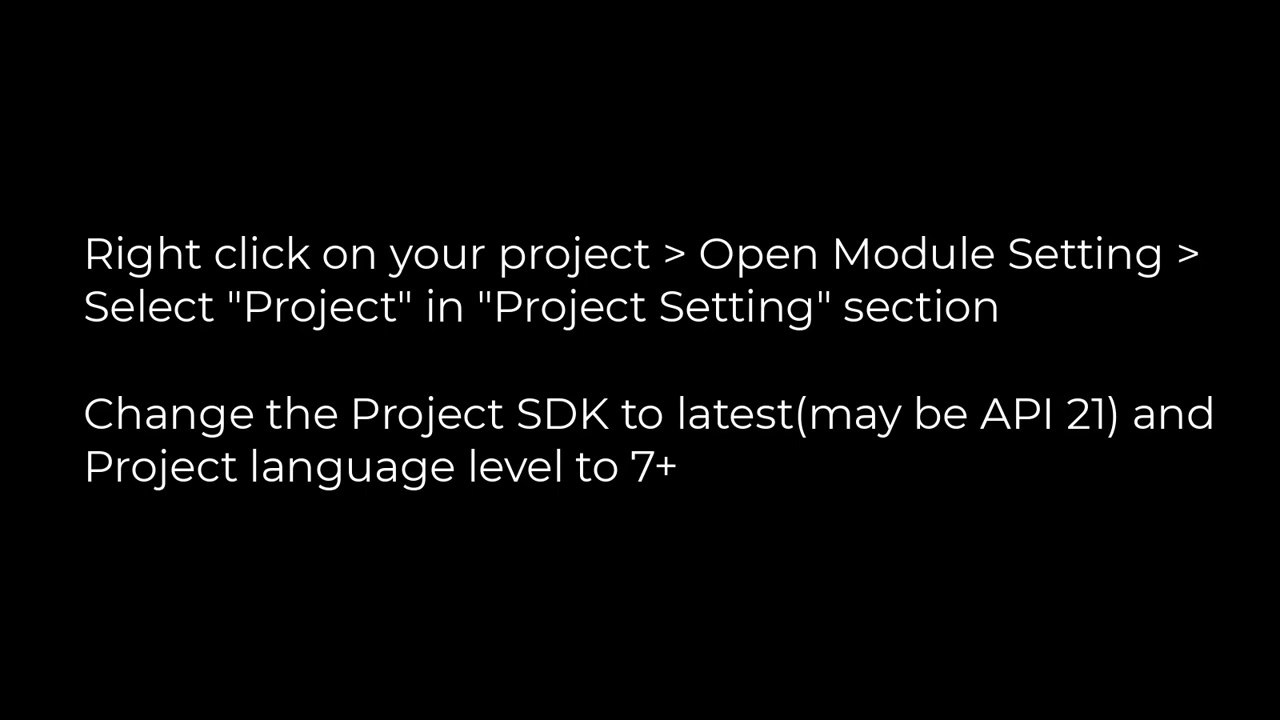 Right click on your project > Open Module Setting >
Select "Project" in "Project Setting" section
Change the Project SDK to latest(may be API 21) and
Project language level to 7+